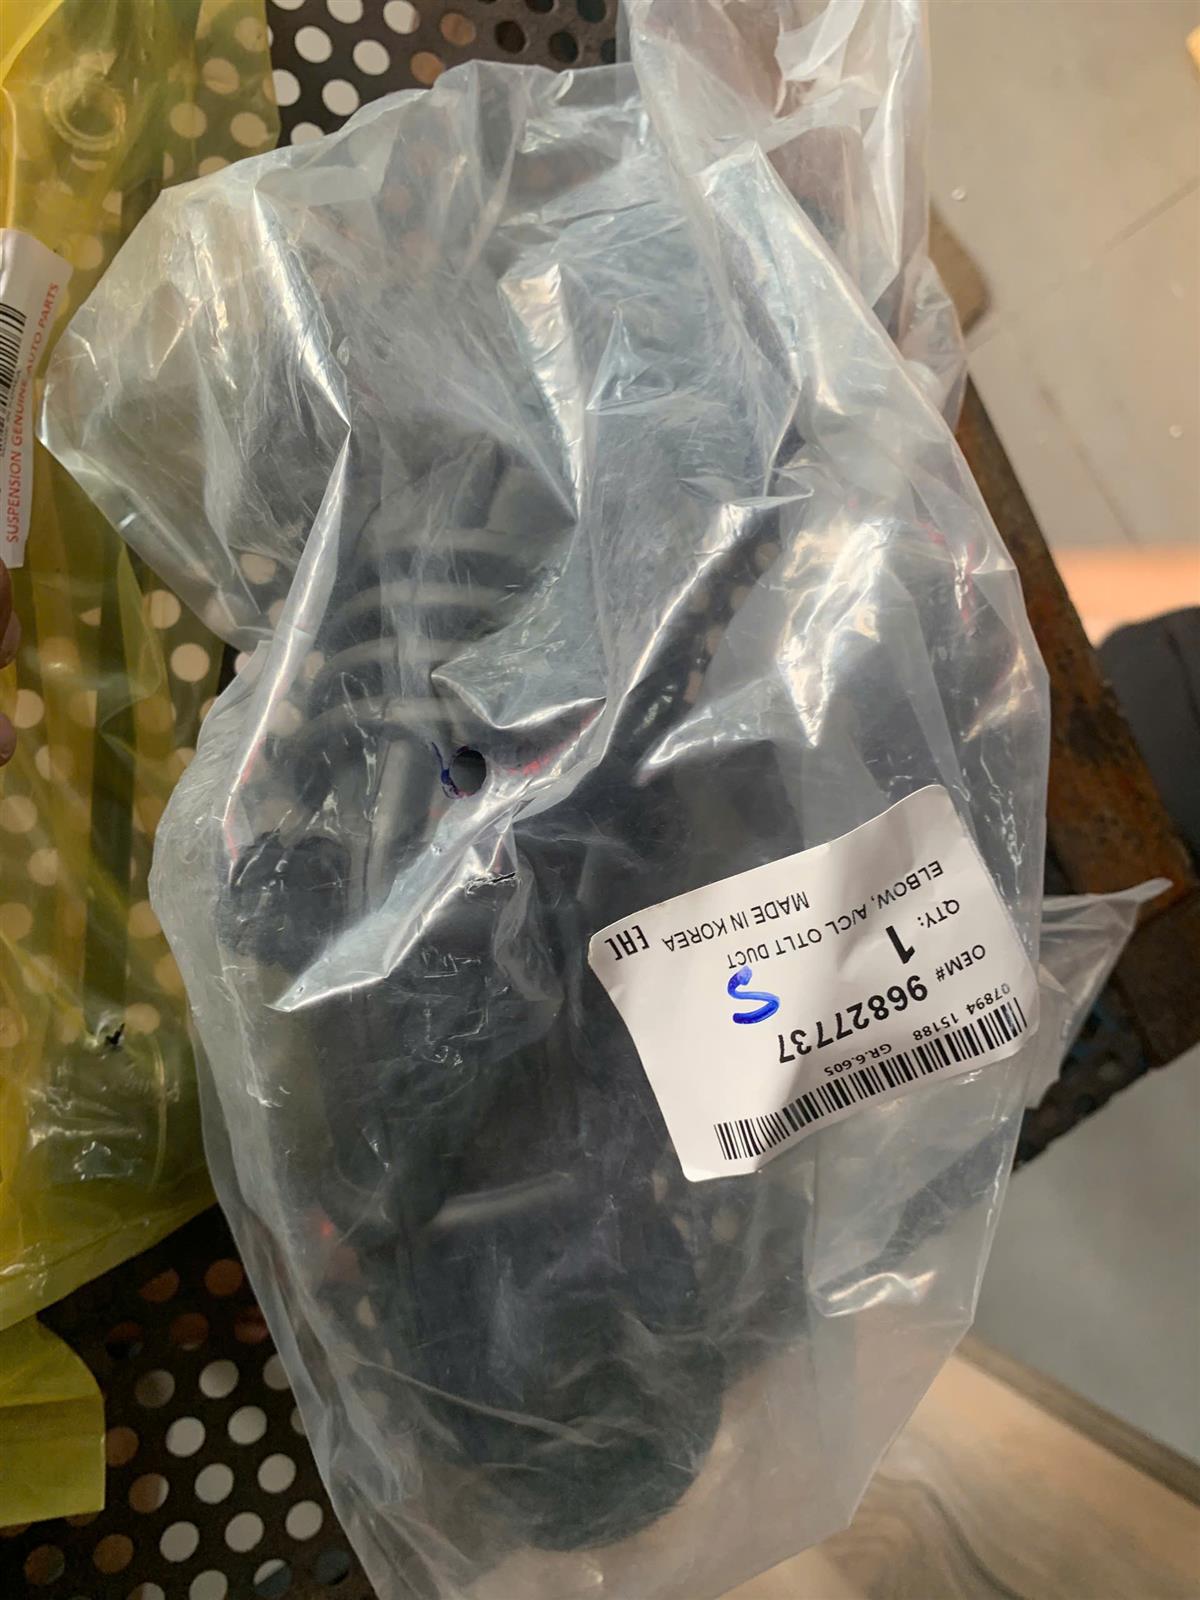 07894 15188 GR.6.605
OEM# 96827737
QTY: 1
S
ELBOW, A/CL OTLT DUCT
MADE IN KOREA EAC
SUSPENSION GENUINE AUTO PARTS